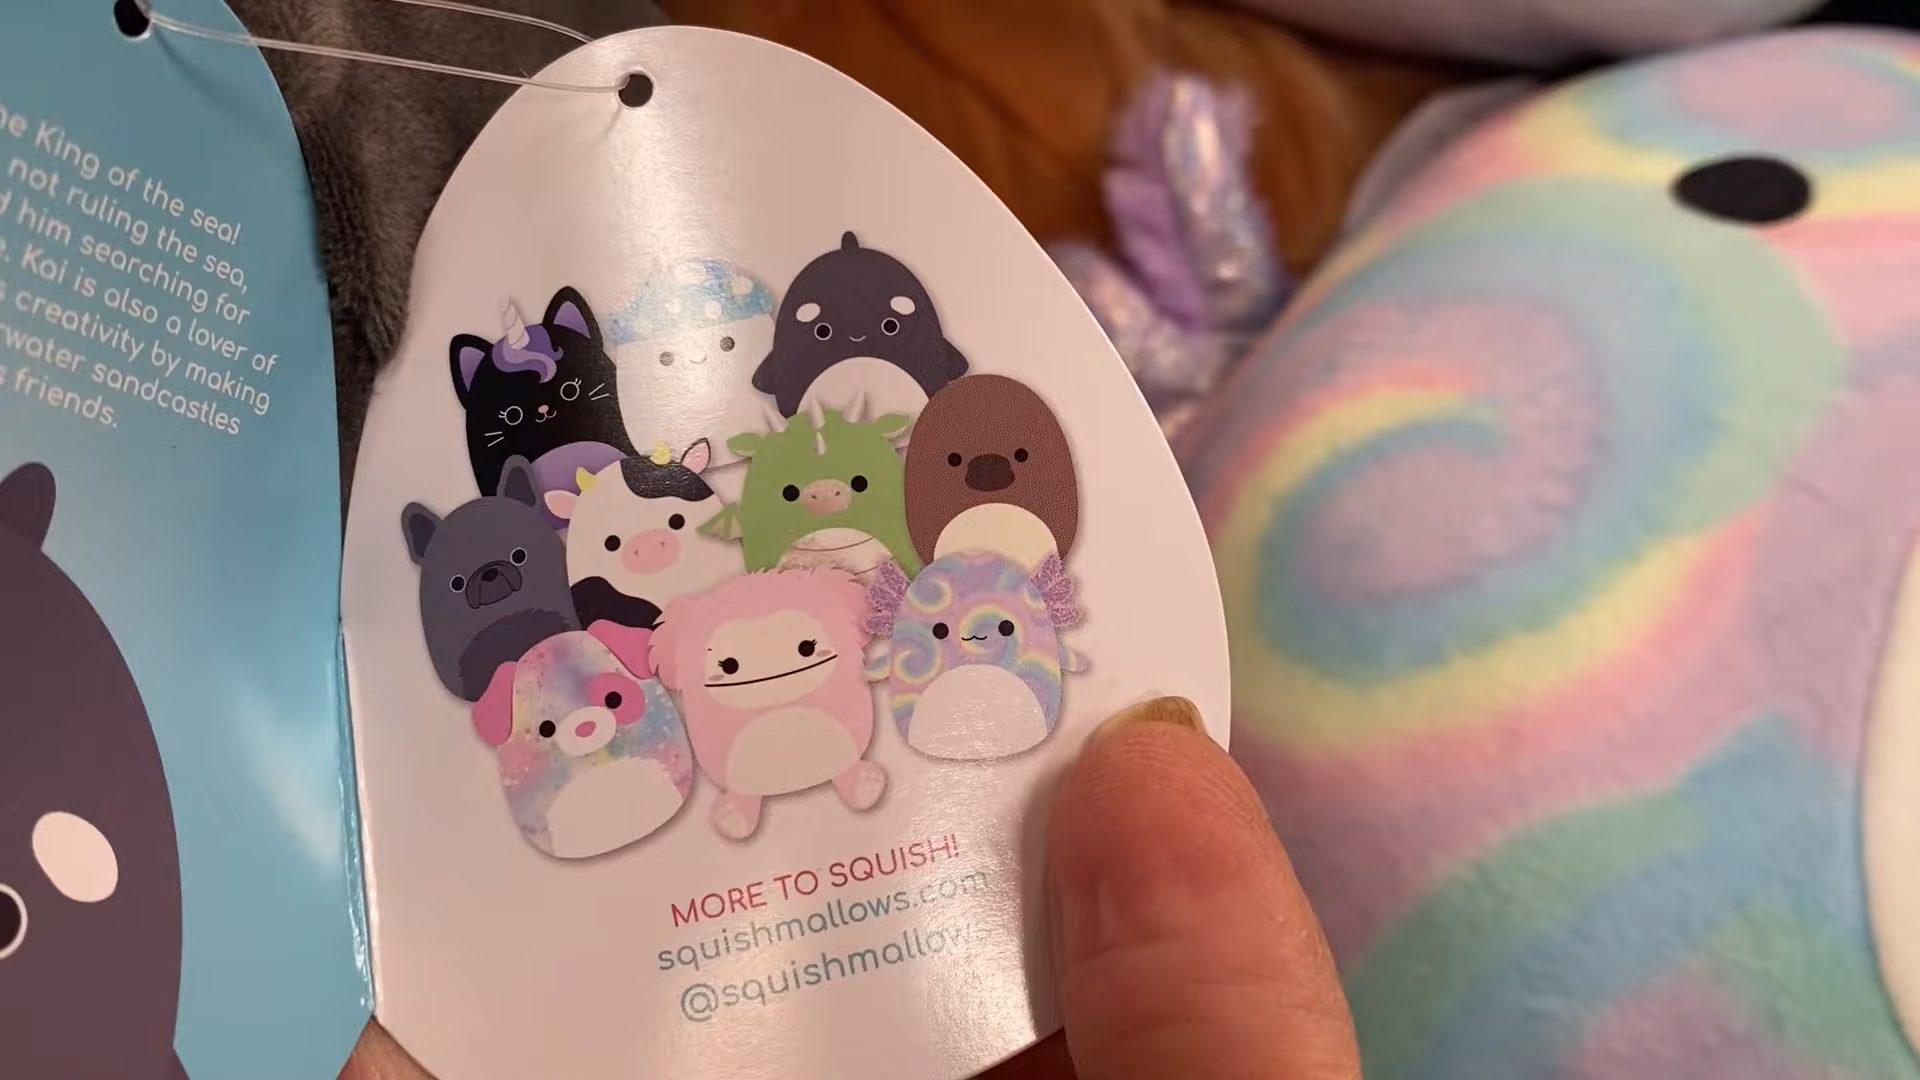 he King of the sea!
not ruling the sea,
d him searching for
. Kai is also a lover of
s creativity by making
rwater sandcastles
s friends.
MORE TO SQUISH!
squishmallows.com
@squishmallows